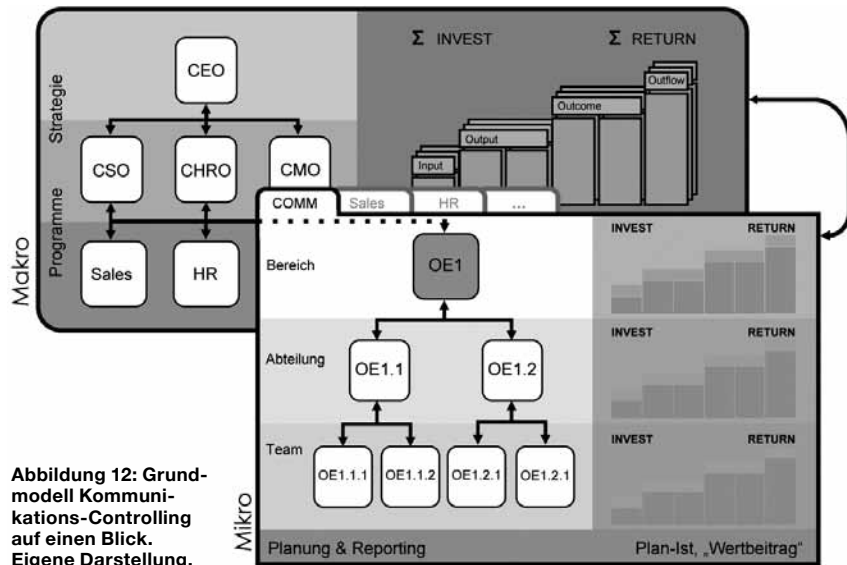 Makro
Strategie
Programme
CEO
CSO
CHRO
CMO
Sales
HR
Σ INVEST
Σ RETURN
Input
Output
Outcome
Outflow
COMM
Sales
HR
...
Mikro
Bereich
OE1
INVEST RETURN
Abteilung
OE1.1
OE1.2
INVEST RETURN
Team
OE1.1.1
OE1.1.2
OE1.2.1
OE1.2.1
INVEST RETURN
Planung & Reporting
Plan-Ist, „Wertbeitrag“
Abbildung 12: Grund-
modell Kommuni-
kations-Controlling
auf einen Blick.
Eigene Darstellung.